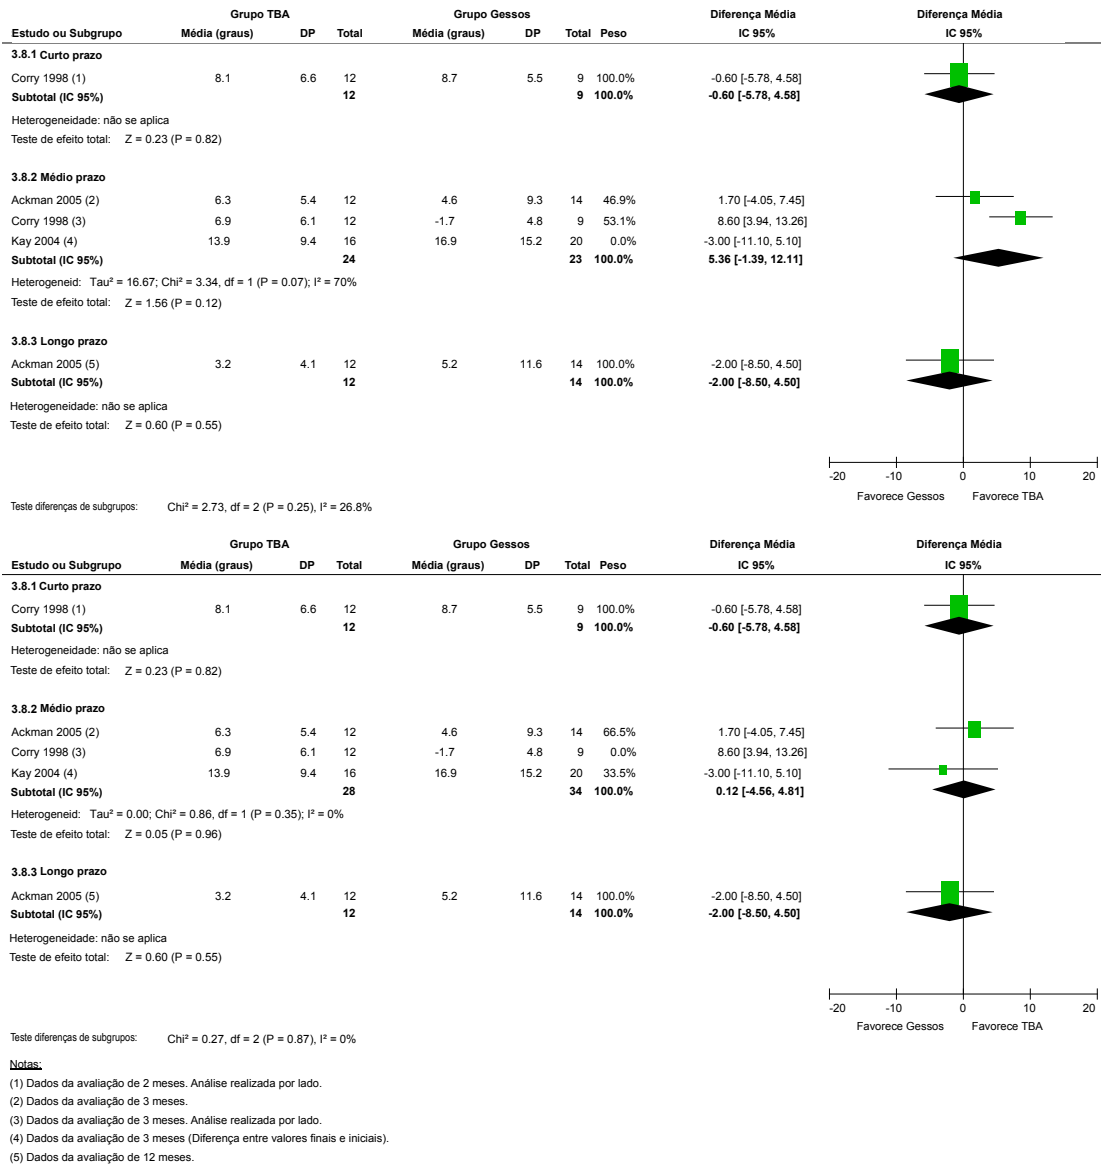 Grupo TBA Grupo Gessos Diferença Média Diferença Média
Estudo ou Subgrupo Média (graus) DP Total Média (graus) DP Total Peso IC 95% IC 95%
3.8.1 Curto prazo
Corry 1998 (1) 8.1 6.6 12 8.7 5.5 9 100.0% -0.60 [-5.78, 4.58]
Subtotal (IC 95%) 12 9 100.0% -0.60 [-5.78, 4.58]
Heterogeneidade: não se aplica
Teste de efeito total: Z = 0.23 (P = 0.82)
3.8.2 Médio prazo
Ackman 2005 (2) 6.3 5.4 12 4.6 9.3 14 46.9% 1.70 [-4.05, 7.45]
Corry 1998 (3) 6.9 6.1 12 -1.7 4.8 9 53.1% 8.60 [3.94, 13.26]
Kay 2004 (4) 13.9 9.4 16 16.9 15.2 20 0.0% -3.00 [-11.10, 5.10]
Subtotal (IC 95%) 24 23 100.0% 5.36 [-1.39, 12.11]
Heterogeneid: Tau² = 16.67; Chi² = 3.34, df = 1 (P = 0.07); I² = 70%
Teste de efeito total: Z = 1.56 (P = 0.12)
3.8.3 Longo prazo
Ackman 2005 (5) 3.2 4.1 12 5.2 11.6 14 100.0% -2.00 [-8.50, 4.50]
Subtotal (IC 95%) 12 14 100.0% -2.00 [-8.50, 4.50]
Heterogeneidade: não se aplica
Teste de efeito total: Z = 0.60 (P = 0.55)
-20 -10 0 10 20
Favorece Gessos Favorece TBA
Teste diferenças de subgrupos: Chi² = 2.73, df = 2 (P = 0.25), I² = 26.8%
Grupo TBA Grupo Gessos Diferença Média Diferença Média
Estudo ou Subgrupo Média (graus) DP Total Média (graus) DP Total Peso IC 95% IC 95%
3.8.1 Curto prazo
Corry 1998 (1) 8.1 6.6 12 8.7 5.5 9 100.0% -0.60 [-5.78, 4.58]
Subtotal (IC 95%) 12 9 100.0% -0.60 [-5.78, 4.58]
Heterogeneidade: não se aplica
Teste de efeito total: Z = 0.23 (P = 0.82)
3.8.2 Médio prazo
Ackman 2005 (2) 6.3 5.4 12 4.6 9.3 14 66.5% 1.70 [-4.05, 7.45]
Corry 1998 (3) 6.9 6.1 12 -1.7 4.8 9 0.0% 8.60 [3.94, 13.26]
Kay 2004 (4) 13.9 9.4 16 16.9 15.2 20 33.5% -3.00 [-11.10, 5.10]
Subtotal (IC 95%) 28 34 100.0% 0.12 [-4.56, 4.81]
Heterogeneid: Tau² = 0.00; Chi² = 0.86, df = 1 (P = 0.35); I² = 0%
Teste de efeito total: Z = 0.05 (P = 0.96)
3.8.3 Longo prazo
Ackman 2005 (5) 3.2 4.1 12 5.2 11.6 14 100.0% -2.00 [-8.50, 4.50]
Subtotal (IC 95%) 12 14 100.0% -2.00 [-8.50, 4.50]
Heterogeneidade: não se aplica
Teste de efeito total: Z = 0.60 (P = 0.55)
-20 -10 0 10 20
Favorece Gessos Favorece TBA
Teste diferenças de subgrupos: Chi² = 0.27, df = 2 (P = 0.87), I² = 0%
Notas:
(1) Dados da avaliação de 2 meses. Análise realizada por lado.
(2) Dados da avaliação de 3 meses.
(3) Dados da avaliação de 3 meses. Análise realizada por lado.
(4) Dados da avaliação de 3 meses (Diferença entre valores finais e iniciais).
(5) Dados da avaliação de 12 meses.